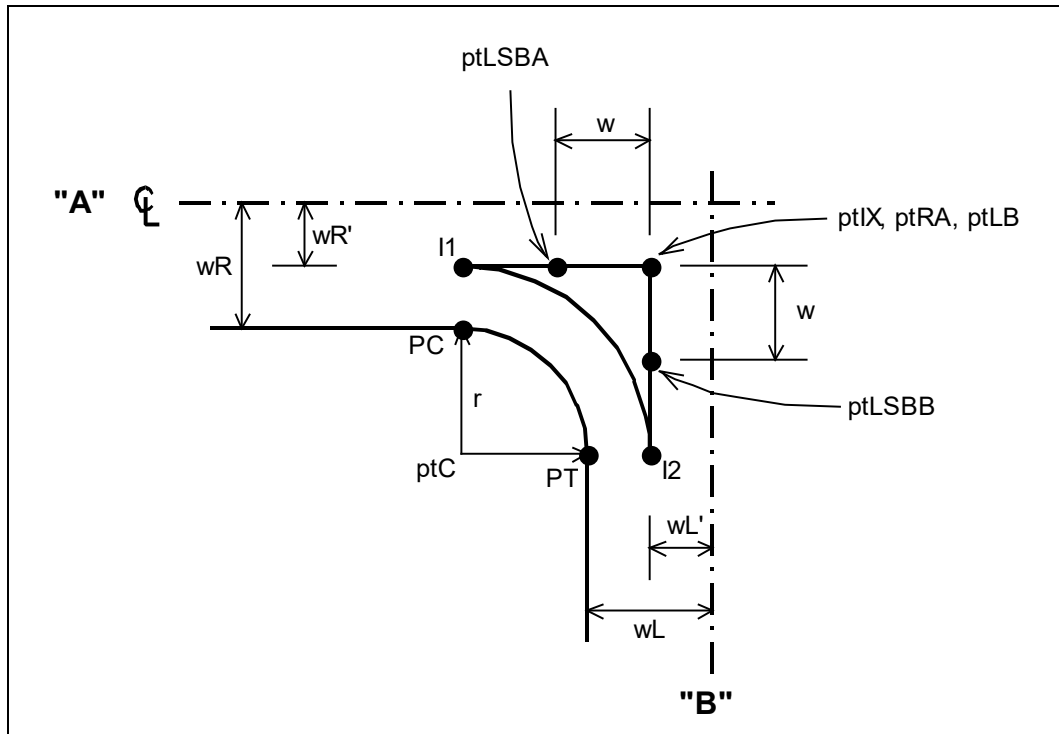 ptLSBA
w
"A" ℄
wR'
ptIX, ptRA, ptLB
I1
wR
w
PC
r
ptLSBB
ptC
PT
I2
wL'
wL
"B"